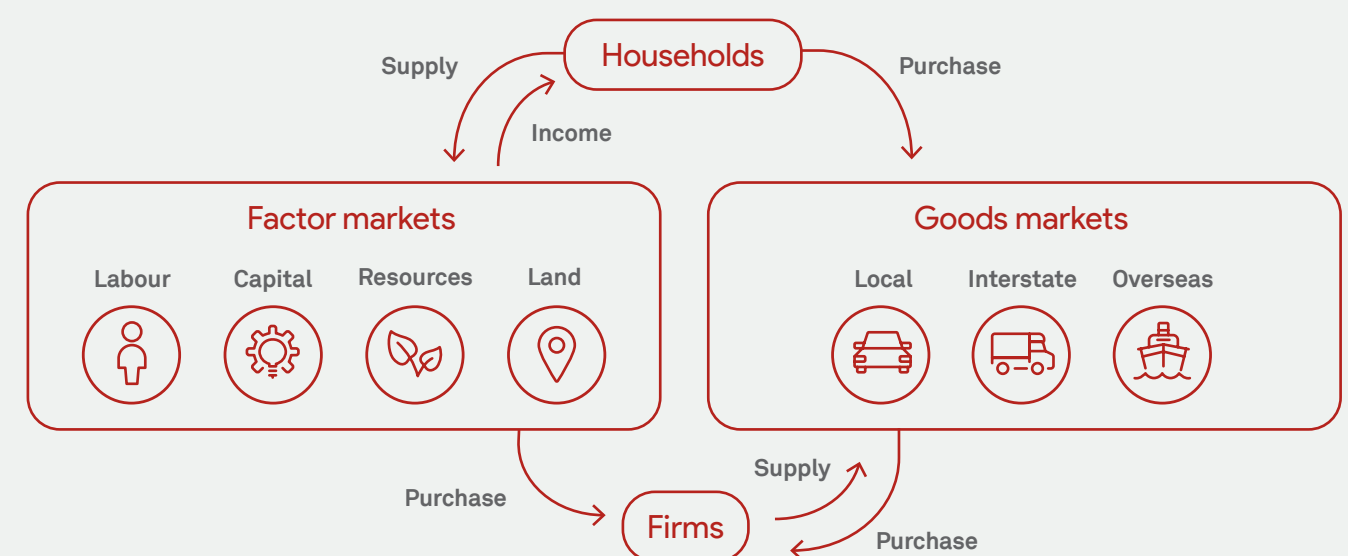 Households
Supply
Purchase
Income
Factor markets
Labour
Capital
Resources
Land
Goods markets
Local
Interstate
Overseas
Purchase
Supply
Firms
Purchase